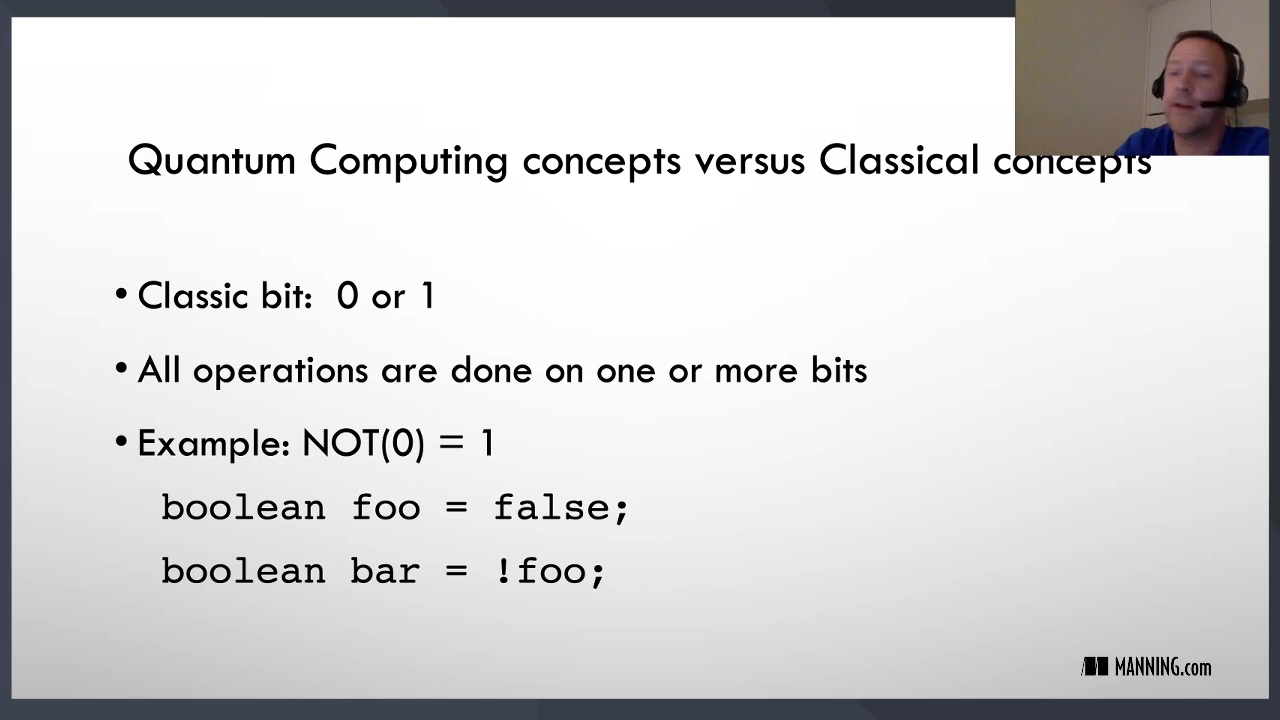 Quantum Computing concepts versus Classical concepts
• Classic bit: 0 or 1
• All operations are done on one or more bits
• Example: NOT(0) = 1
boolean foo = false;
boolean bar = !foo;
MANNING.com